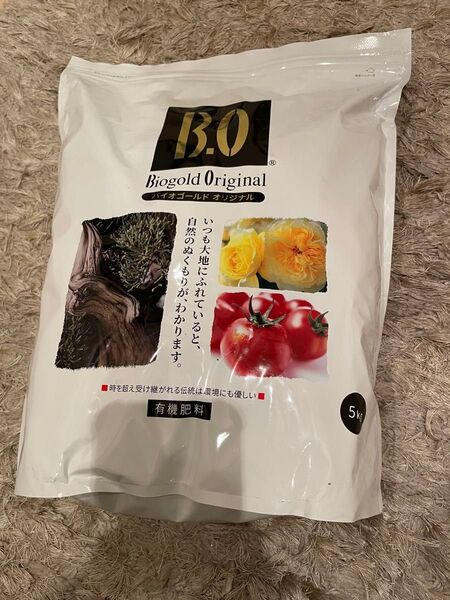 B.O
®
Biogold Original
バイオゴールド オリジナル
いつも大地にふれていると、
自然のぬくもりが、わかります。
■ 時を超え受け継がれる伝統は環境にも優しい ■
有機肥料
5kg